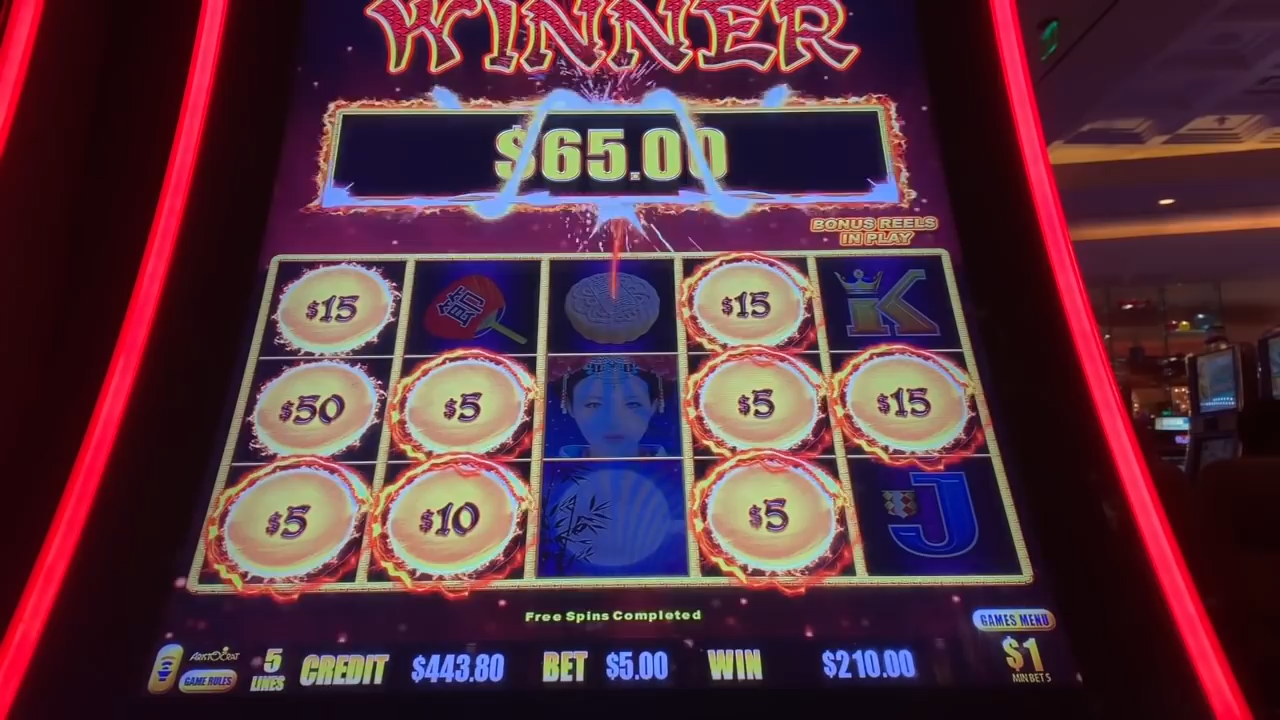 WINNER
$65.00
BONUS REELS
IN PLAY
$15
$15
K
$50
$5
$5
$15
$5
$10
$5
J
Free Spins Completed
GAMES MENU
ARISTOCRAT
GAME RULES
5
LINES
CREDIT $443.80 BET $5.00 WIN $210.00
$1
MIN BET 5